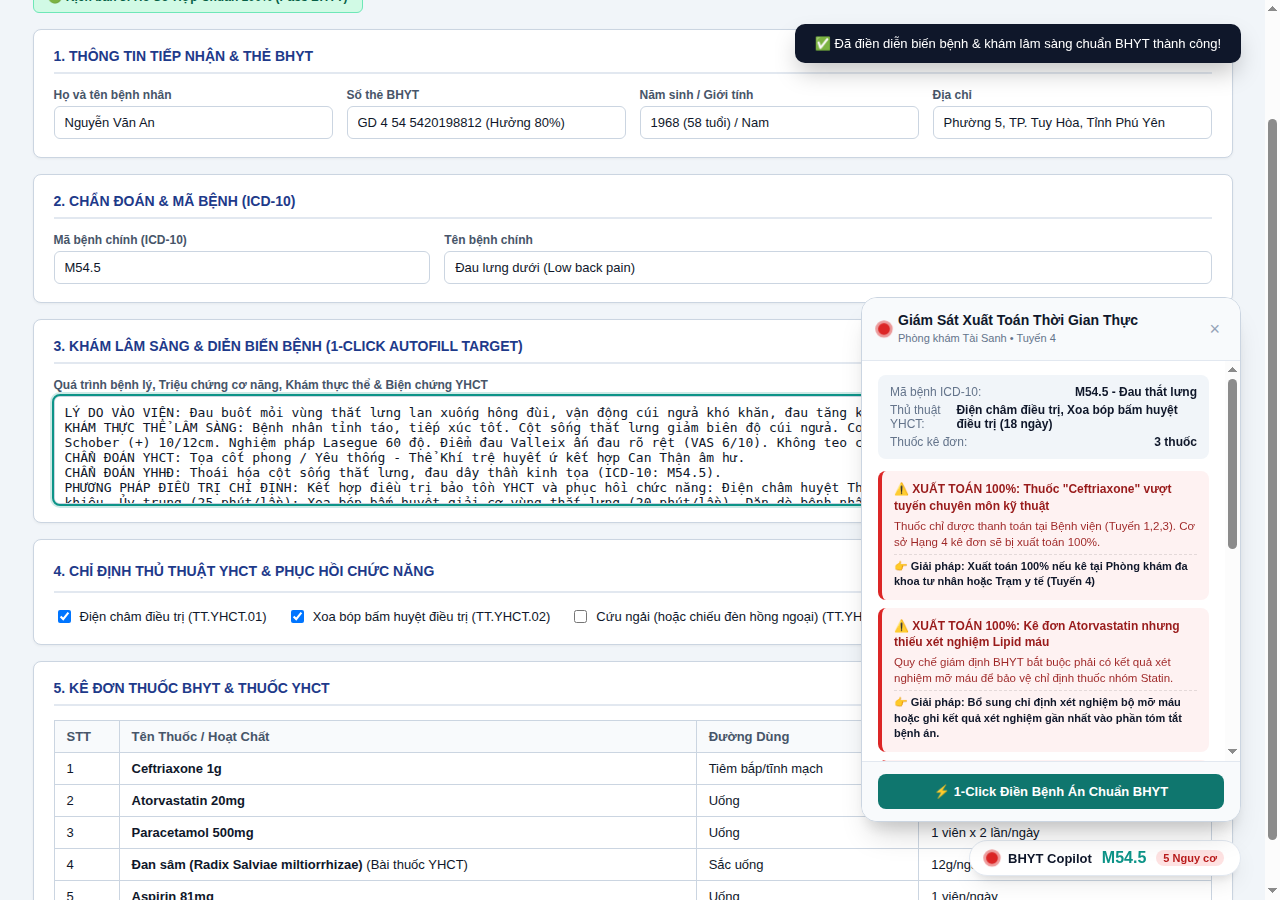 ✅ Đã điền diễn biến bệnh & khám lâm sàng chuẩn BHYT thành công!
1. THÔNG TIN TIẾP NHẬN & THẺ BHYT
Họ và tên bệnh nhân
Số thẻ BHYT
Năm sinh / Giới tính
Địa chỉ
Nguyễn Văn An
GD 4 54 5420198812 (Hưởng 80%)
1968 (58 tuổi) / Nam
Phường 5, TP. Tuy Hòa, Tỉnh Phú Yên
2. CHẨN ĐOÁN & MÃ BỆNH (ICD-10)
Mã bệnh chính (ICD-10)
Tên bệnh chính
M54.5
Đau lưng dưới (Low back pain)
3. KHÁM LÂM SÀNG & DIỄN BIẾN BỆNH (1-CLICK AUTOFILL TARGET)
Quá trình bệnh lý, Triệu chứng cơ năng, Khám thực thể & Biện chứng YHCT
LÝ DO VÀO VIỆN: Đau buốt mỏi vùng thắt lưng lan xuống hông đùi, vận động cúi ngửa khó khăn, đau tăng k
KHÁM THỰC THỂ LÂM SÀNG: Bệnh nhân tỉnh táo, tiếp xúc tốt. Cột sống thắt lưng giảm biên độ cúi ngửa. Co
Schober (+) 10/12cm. Nghiệm pháp Lasegue 60 độ. Điểm đau Valleix ấn đau rõ rệt (VAS 6/10). Không teo c
CHẨN ĐOÁN YHCT: Tọa cốt phong / Yêu thống - Thể Khí trệ huyết ứ kết hợp Can Thận âm hư.
CHẨN ĐOÁN YHHĐ: Thoái hóa cột sống thắt lưng, đau dây thần kinh tọa (ICD-10: M54.5).
PHƯƠNG PHÁP ĐIỀU TRỊ CHỈ ĐỊNH: Kết hợp điều trị bảo tồn YHCT và phục hồi chức năng: Điện châm huyệt Th
4. CHỈ ĐỊNH THỦ THUẬT YHCT & PHỤC HỒI CHỨC NĂNG
Điện châm điều trị (TT.YHCT.01)
Xoa bóp bấm huyệt điều trị (TT.YHCT.02)
Cứu ngải (hoặc chiếu đèn hồng ngoại) (TT.YH
5. KÊ ĐƠN THUỐC BHYT & THUỐC YHCT
STT
Tên Thuốc / Hoạt Chất
Đường Dùng
1
Ceftriaxone 1g
Tiêm bắp/tĩnh mạch
2
Atorvastatin 20mg
Uống
3
Paracetamol 500mg
Uống
1 viên x 2 lần/ngày
4
Đan sâm (Radix Salviae miltiorrhizae) (Bài thuốc YHCT)
Sắc uống
12g/ng
5
Aspirin 81mg
Uống
1 viên/ngày
Giám Sát Xuất Toán Thời Gian Thực
Phòng khám Tài Sanh • Tuyến 4
×
Mã bệnh ICD-10:
M54.5 - Đau thắt lưng
Thủ thuật YHCT:
Điện châm điều trị, Xoa bóp bấm huyệt
điều trị (18 ngày)
Thuốc kê đơn:
3 thuốc
⚠️ XUẤT TOÁN 100%: Thuốc "Ceftriaxone" vượt
tuyến chuyên môn kỹ thuật
Thuốc chỉ được thanh toán tại Bệnh viện (Tuyến 1,2,3). Cơ
sở Hạng 4 kê đơn sẽ bị xuất toán 100%.
👉 Giải pháp: Xuất toán 100% nếu kê tại Phòng khám đa
khoa tư nhân hoặc Trạm y tế (Tuyến 4)
⚠️ XUẤT TOÁN 100%: Kê đơn Atorvastatin nhưng
thiếu xét nghiệm Lipid máu
Quy chế giám định BHYT bắt buộc phải có kết quả xét
nghiệm mỡ máu để bảo vệ chỉ định thuốc nhóm Statin.
👉 Giải pháp: Bổ sung chỉ định xét nghiệm bộ mỡ máu
hoặc ghi kết quả xét nghiệm gần nhất vào phần tóm tắt
bệnh án.
⚡ 1-Click Điền Bệnh Án Chuẩn BHYT
BHYT Copilot
M54.5
5 Nguy cơ